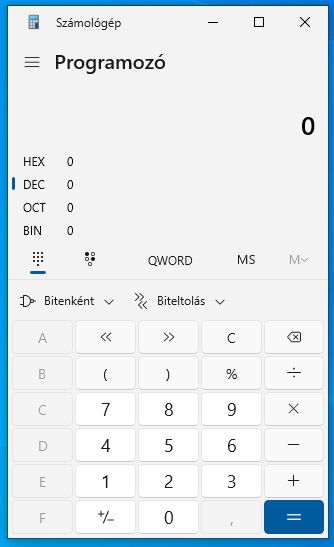 Számológép
Programozó
0
HEX 0
DEC 0
OCT 0
BIN 0
QWORD MS M
Bitenként Biteltolás
A « » C
B ( ) % ÷
C 7 8 9 ×
D 4 5 6 −
E 1 2 3 +
F +/− 0 , =